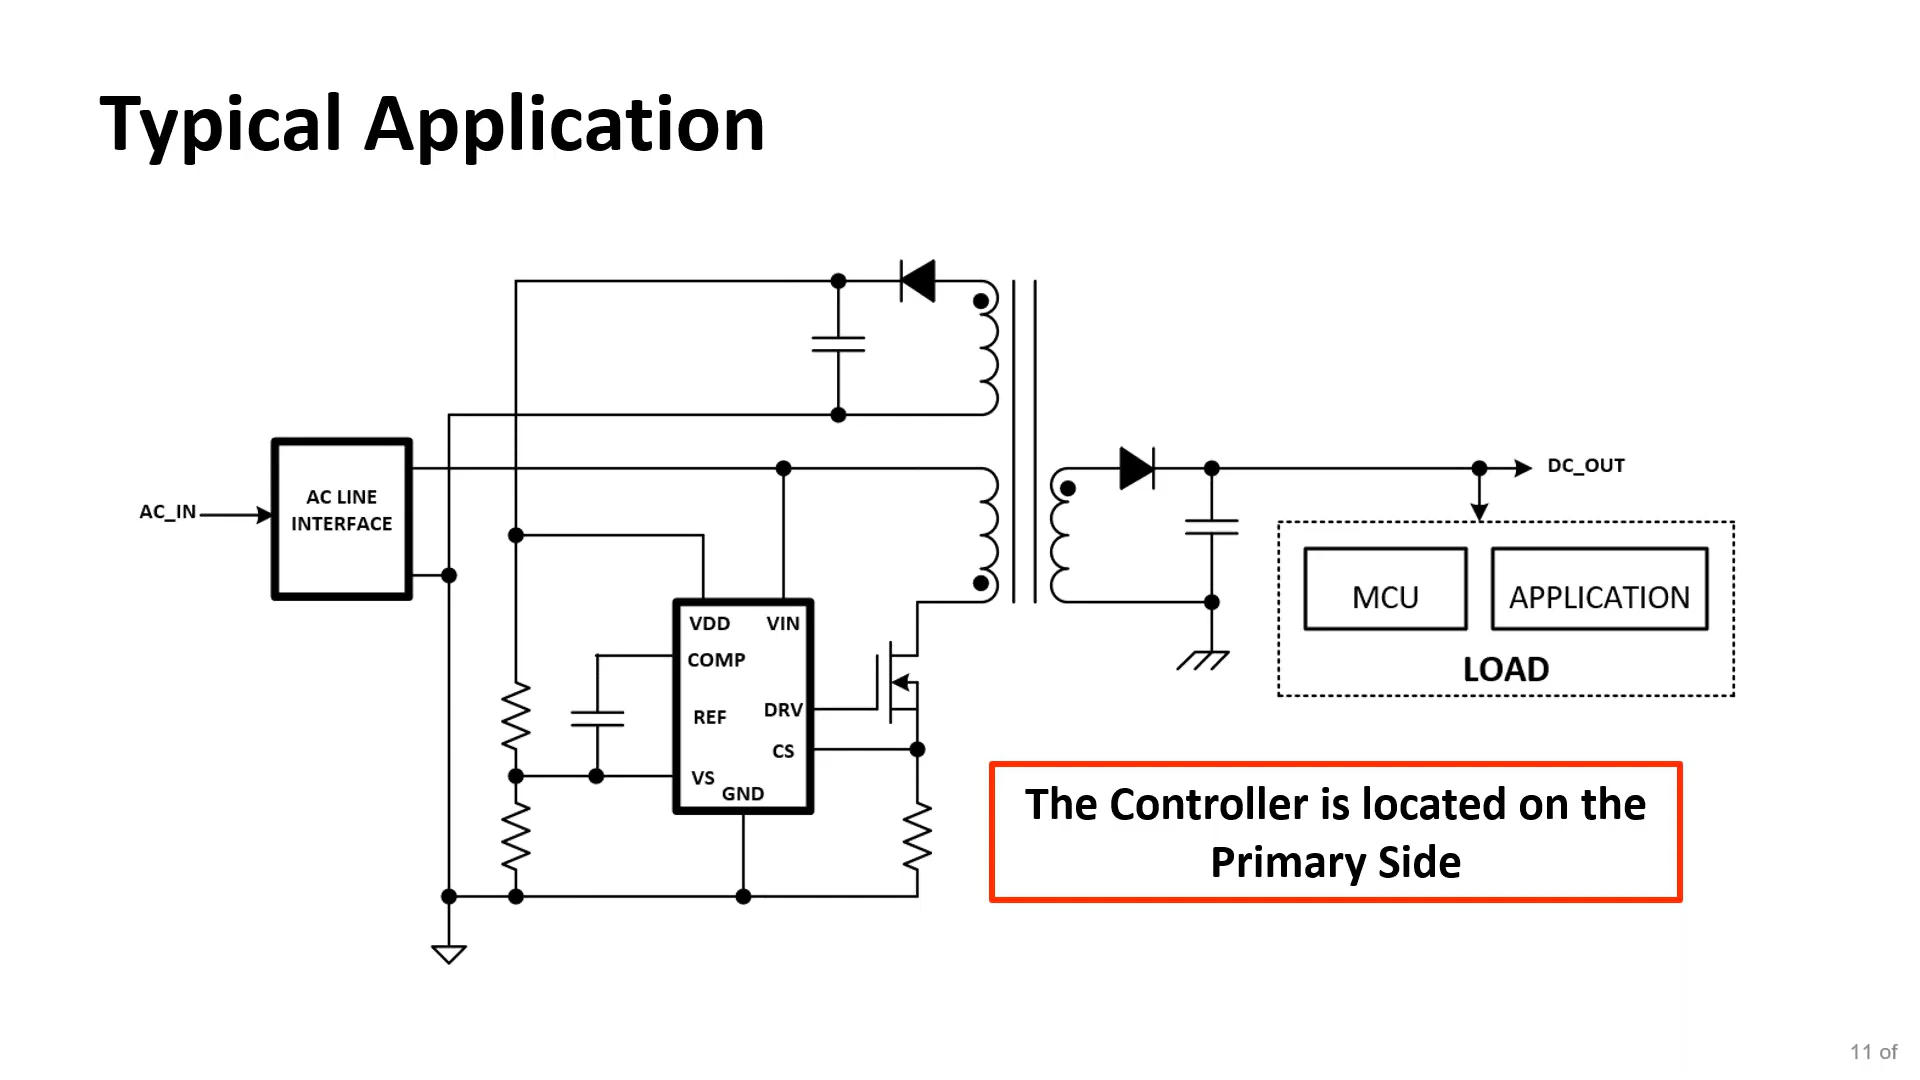 Typical Application
AC_IN
AC LINE
INTERFACE
VDD
VIN
COMP
REF
DRV
CS
VS
GND
DC_OUT
MCU
APPLICATION
LOAD
The Controller is located on the
Primary Side
11 of